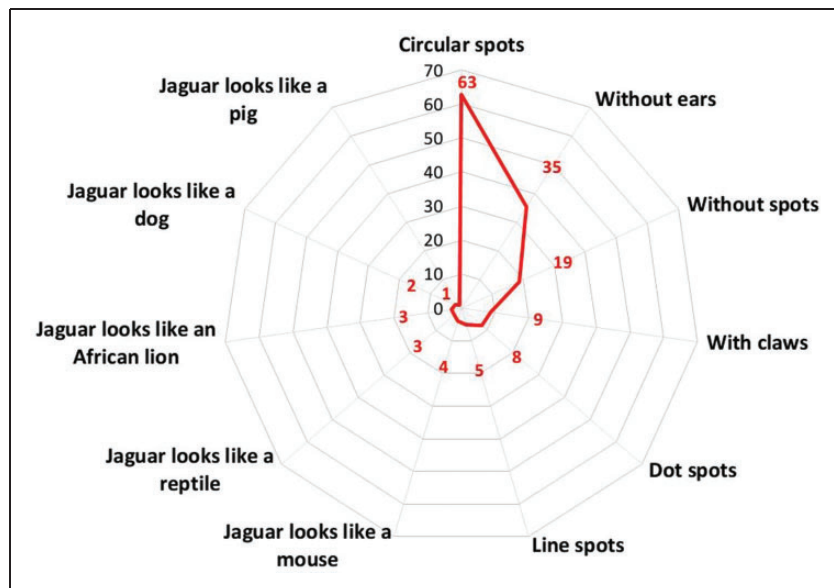 Circular spots
70
63
60
50
40
30
20
10
0
Without ears
35
Without spots
19
With claws
9
Dot spots
8
Line spots
5
Jaguar looks like a
mouse
4
Jaguar looks like a
reptile
3
Jaguar looks like an
African lion
3
Jaguar looks like a
dog
2
Jaguar looks like a
pig
1